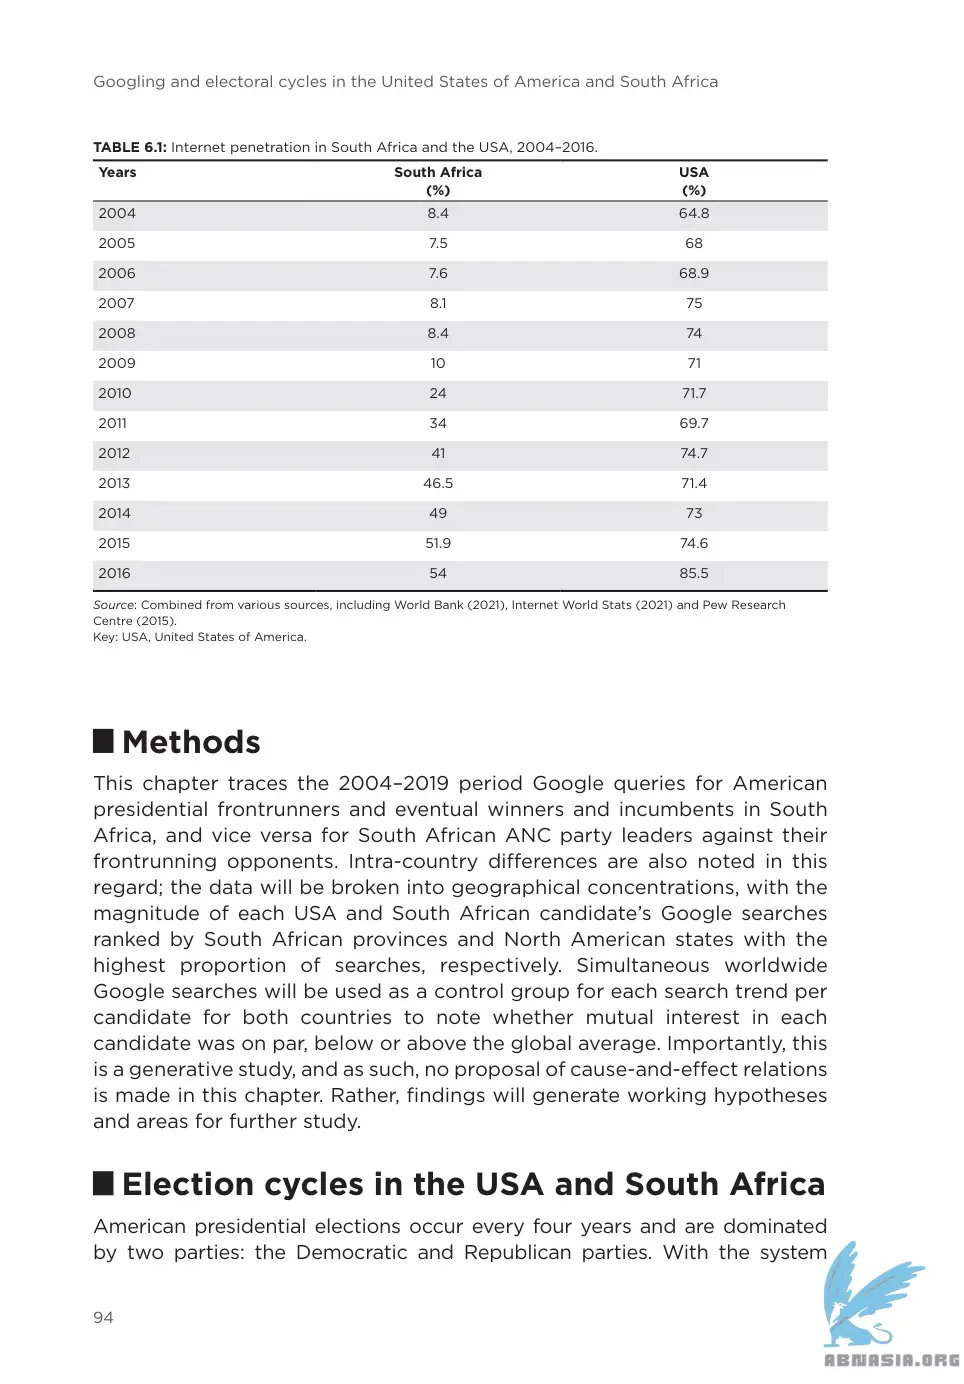 Googling and electoral cycles in the United States of America and South Africa
TABLE 6.1: Internet penetration in South Africa and the USA, 2004–2016.
Years South Africa USA
(%) (%)
2004 8.4 64.8
2005 7.5 68
2006 7.6 68.9
2007 8.1 75
2008 8.4 74
2009 10 71
2010 24 71.7
2011 34 69.7
2012 41 74.7
2013 46.5 71.4
2014 49 73
2015 51.9 74.6
2016 54 85.5
Source: Combined from various sources, including World Bank (2021), Internet World Stats (2021) and Pew Research
Centre (2015).
Key: USA, United States of America.
Methods
This chapter traces the 2004–2019 period Google queries for American
presidential frontrunners and eventual winners and incumbents in South
Africa, and vice versa for South African ANC party leaders against their
frontrunning opponents. Intra-country differences are also noted in this
regard; the data will be broken into geographical concentrations, with the
magnitude of each USA and South African candidate’s Google searches
ranked by South African provinces and North American states with the
highest proportion of searches, respectively. Simultaneous worldwide
Google searches will be used as a control group for each search trend per
candidate for both countries to note whether mutual interest in each
candidate was on par, below or above the global average. Importantly, this
is a generative study, and as such, no proposal of cause-and-effect relations
is made in this chapter. Rather, findings will generate working hypotheses
and areas for further study.
Election cycles in the USA and South Africa
American presidential elections occur every four years and are dominated
by two parties: the Democratic and Republican parties. With the system
94
ABNASIA.ORG